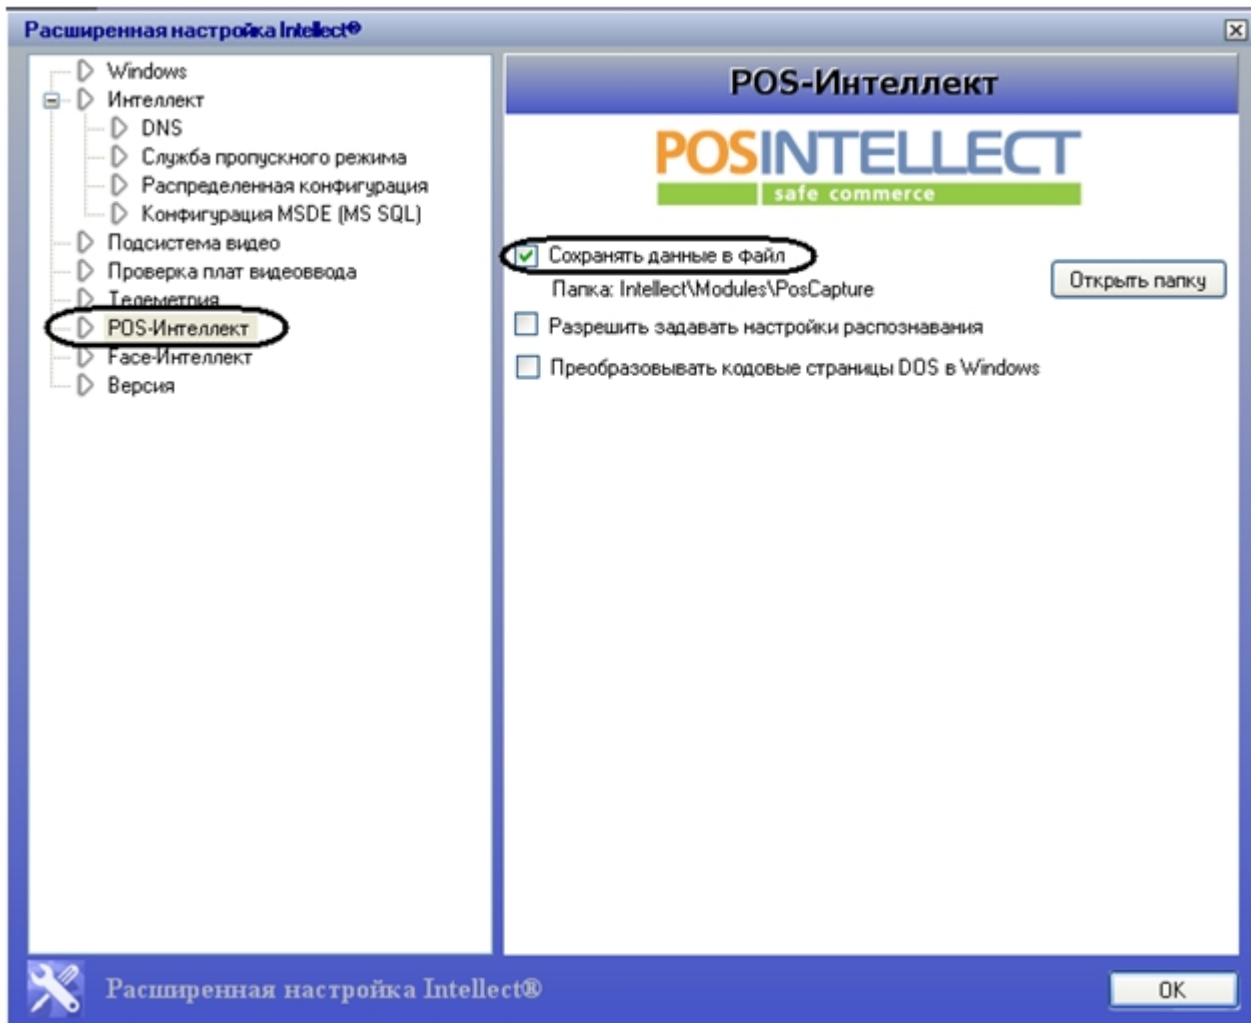 Расширенная настройка Intellect®
Windows
Интеллект
DNS
Служба пропускного режима
Распределенная конфигурация
Конфигурация MSDE (MS SQL)
Подсистема видео
Проверка плат видеоввода
Телеметрия
POS-Интеллект
Face-Интеллект
Версия
POS-Интеллект
POSINTELLECT
safe commerce
Сохранять данные в файл
Папка: Intellect\Modules\PosCapture
Открыть папку
Разрешить задавать настройки распознавания
Преобразовывать кодовые страницы DOS в Windows
Расширенная настройка Intellect®
OK